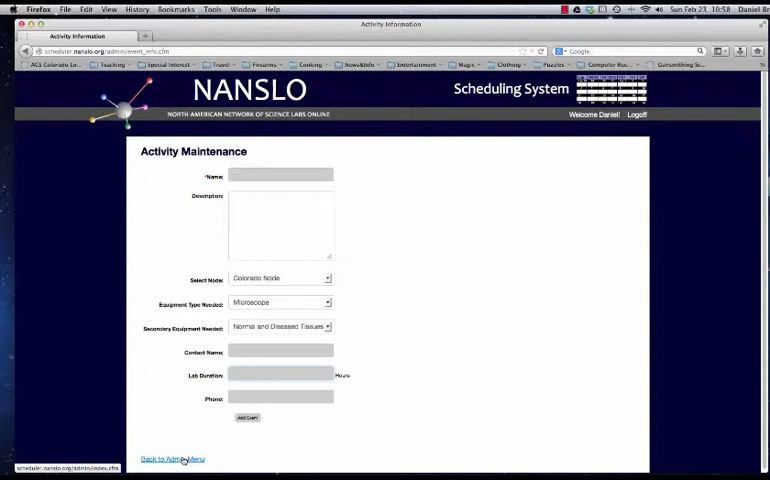 Firefox File Edit View History Bookmarks Tools Window Help Sun Feb 23 10:58 Daniel Br
Activity Information
Activity Information
scheduler.nanslo.org/admin/event_info.cfm Google
ACS Colorado Lo... Teaching Special Interest Travel Firearms Cooking News&Info Entertainment Magic Clothing Puzzles Computer Res... Gunsmithing Sc...
NANSLO
Scheduling System
NORTH AMERICAN NETWORK OF SCIENCE LABS ONLINE
Welcome Daniel! Logoff
Activity Maintenance
*Name:
Description:
Select Node: Colorado Node
Equipment Type Needed: Microscope
Secondary Equipment Needed: Normal and Diseased Tissues
Contact Name:
Lab Duration: Hours
Phone:
Add Event
Back to Admin Menu
scheduler.nanslo.org/admin/index.cfm